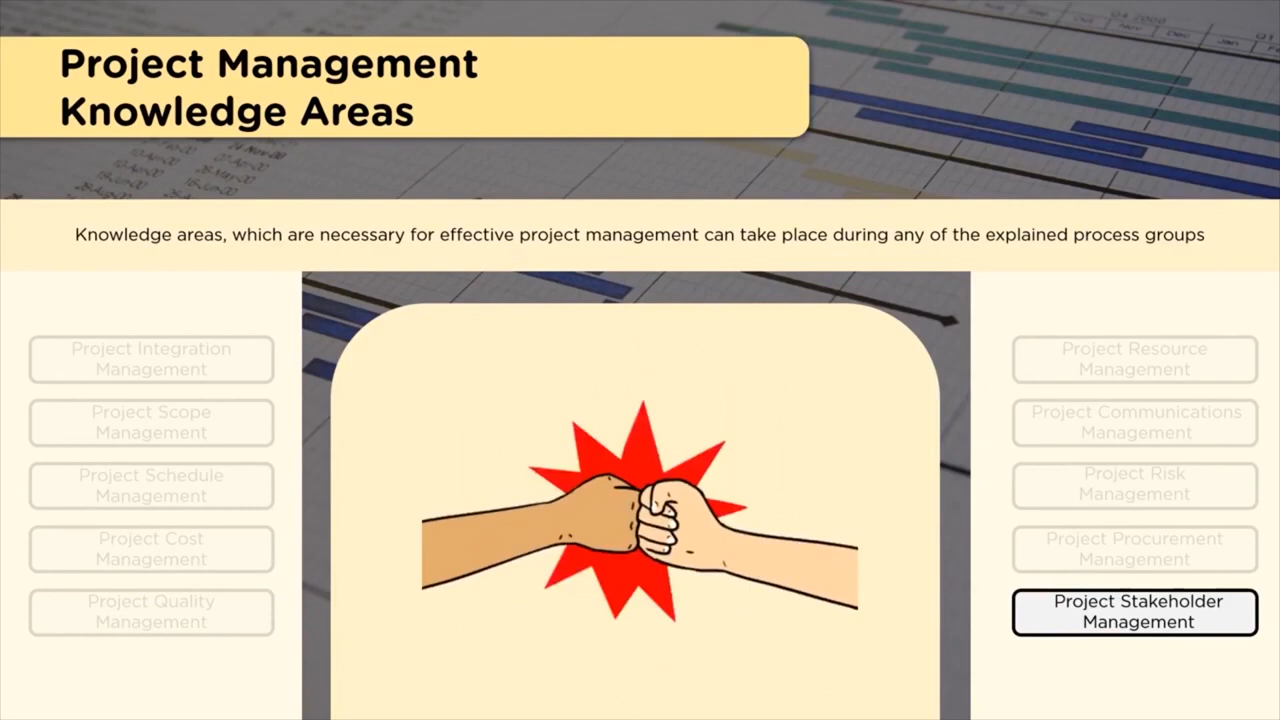 Project Management
Knowledge Areas
Knowledge areas, which are necessary for effective project management can take place during any of the explained process groups
Project Integration
Management
Project Scope
Management
Project Schedule
Management
Project Cost
Management
Project Quality
Management
Project Resource
Management
Project Communications
Management
Project Risk
Management
Project Procurement
Management
Project Stakeholder
Management